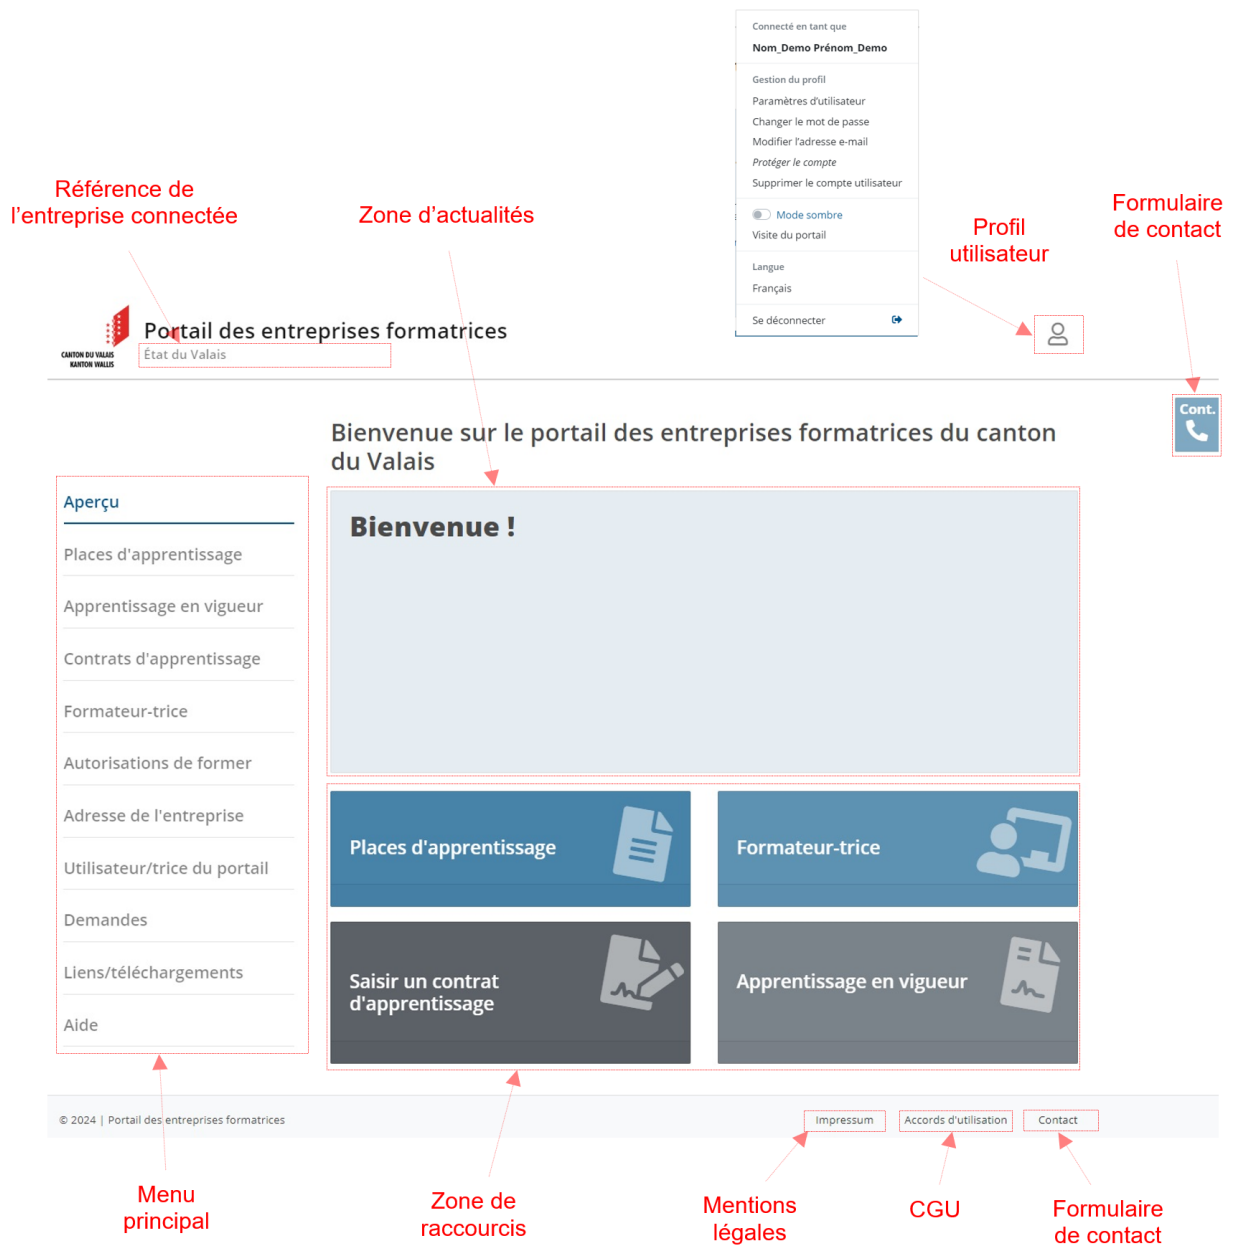 Connecté en tant que
Nom_Demo Prénom_Demo
Gestion du profil
Paramètres d'utilisateur
Changer le mot de passe
Modifier l'adresse e-mail
Protéger le compte
Supprimer le compte utilisateur
Mode sombre
Visite du portail
Langue
Français
Se déconnecter
Référence de
l'entreprise connectée
Zone d'actualités
Profil
utilisateur
Formulaire
de contact
CANTON DU VALAIS
KANTON WALLIS
Portail des entreprises formatrices
État du Valais
Cont.
Bienvenue sur le portail des entreprises formatrices du canton
du Valais
Aperçu
Places d'apprentissage
Apprentissage en vigueur
Contrats d'apprentissage
Formateur-trice
Autorisations de former
Adresse de l'entreprise
Utilisateur/trice du portail
Demandes
Liens/téléchargements
Aide
Bienvenue !
Places d'apprentissage
Formateur-trice
Saisir un contrat
d'apprentissage
Apprentissage en vigueur
© 2024 | Portail des entreprises formatrices
Impressum
Accords d'utilisation
Contact
Menu
principal
Zone de
raccourcis
Mentions
légales
CGU
Formulaire
de contact